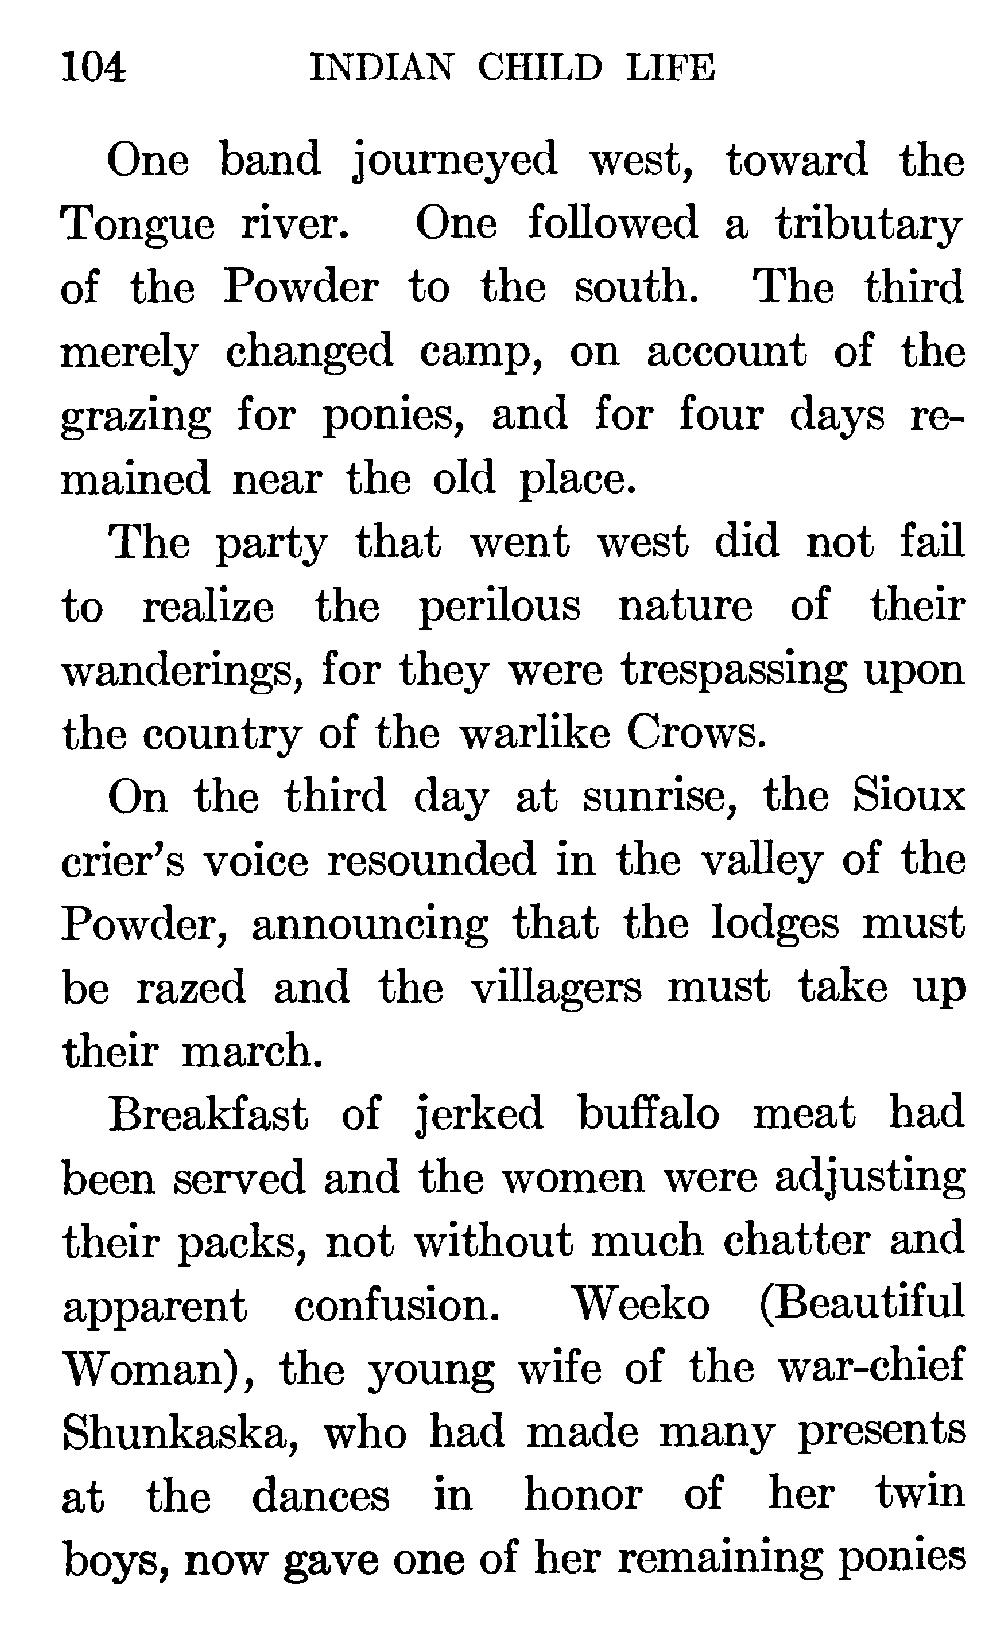 104 INDIAN CHILD LIFE
One band journeyed west, toward the
Tongue river. One followed a tributary
of the Powder to the south. The third
merely changed camp, on account of the
grazing for ponies, and for four days re-
mained near the old place.
The party that went west did not fail
to realize the perilous nature of their
wanderings, for they were trespassing upon
the country of the warlike Crows.
On the third day at sunrise, the Sioux
crier's voice resounded in the valley of the
Powder, announcing that the lodges must
be razed and the villagers must take up
their march.
Breakfast of jerked buffalo meat had
been served and the women were adjusting
their packs, not without much chatter and
apparent confusion. Weeko (Beautiful
Woman), the young wife of the war-chief
Shunkaska, who had made many presents
at the dances in honor of her twin
boys, now gave one of her remaining ponies